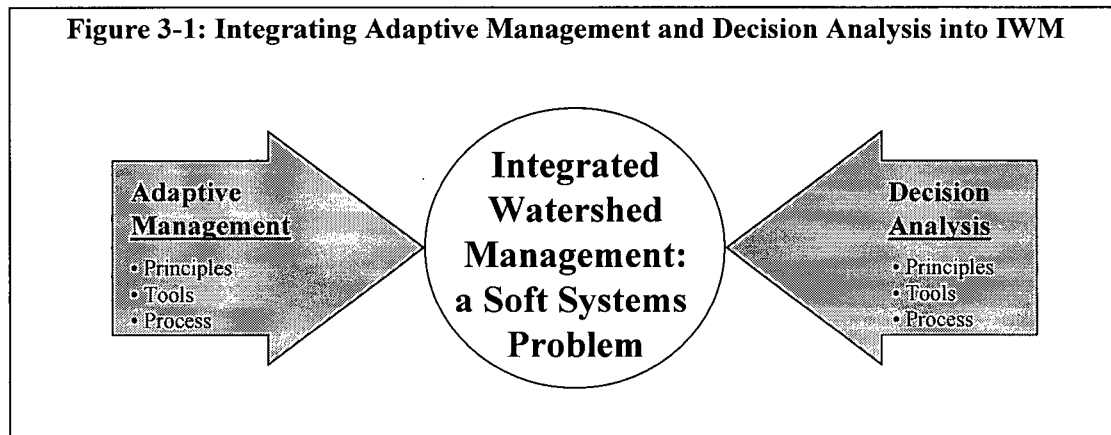 Figure 3-1: Integrating Adaptive Management and Decision Analysis into IWM
Adaptive
Management
• Principles
• Tools
• Process
Integrated
Watershed
Management:
a Soft Systems
Problem
Decision
Analysis
• Principles
• Tools
• Process